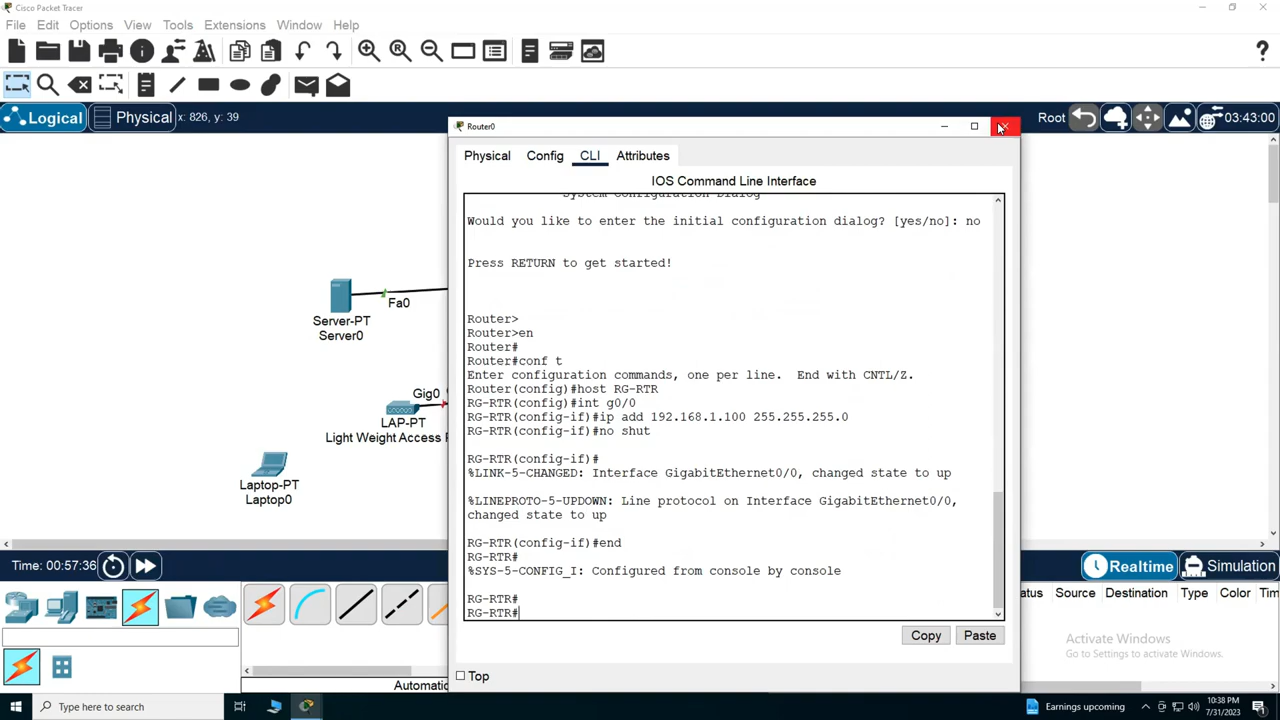 Cisco Packet Tracer
File Edit Options View Tools Extensions Window Help
Logical Physical x: 826, y: 39
Root 03:43:00
Router0
Physical Config CLI Attributes
IOS Command Line Interface
System Configuration Dialog
Would you like to enter the initial configuration dialog? [yes/no]: no
Press RETURN to get started!
Router>
Router>en
Router#
Router#conf t
Enter configuration commands, one per line. End with CNTL/Z.
Router(config)#host RG-RTR
RG-RTR(config)#int g0/0
RG-RTR(config-if)#ip add 192.168.1.100 255.255.255.0
RG-RTR(config-if)#no shut
RG-RTR(config-if)#
%LINK-5-CHANGED: Interface GigabitEthernet0/0, changed state to up
%LINEPROTO-5-UPDOWN: Line protocol on Interface GigabitEthernet0/0,
changed state to up
RG-RTR(config-if)#end
RG-RTR#
%SYS-5-CONFIG_I: Configured from console by console
RG-RTR#
RG-RTR#
Copy Paste
Top
Fa0
Server-PT
Server0
Gig0
LAP-PT
Light Weight Access
Laptop-PT
Laptop0
Time: 00:57:36
Realtime Simulation
Source Destination Type Color
Activate Windows
Go to Settings to activate Windows.
Type here to search
Earnings upcoming
10:38 PM
7/31/2023